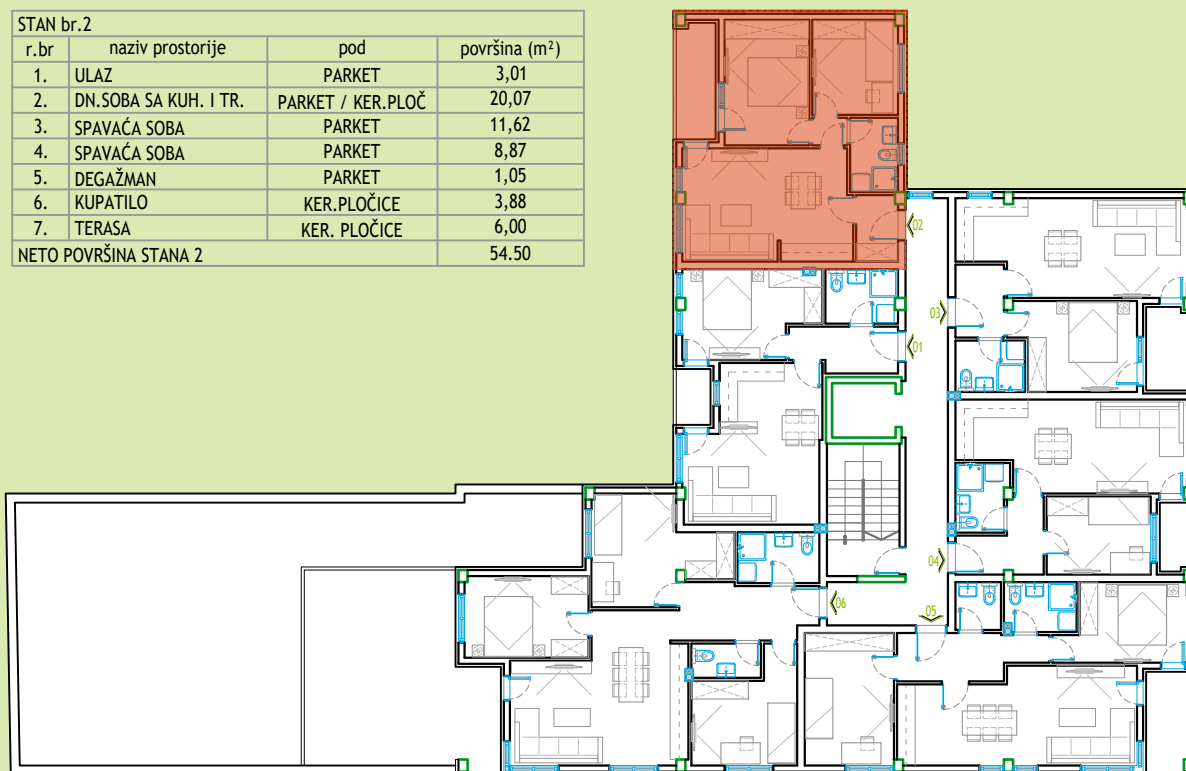 STAN br.2
r.br naziv prostorije pod površina (m²)
1. ULAZ PARKET 3,01
2. DN.SOBA SA KUH. I TR. PARKET / KER.PLOČ 20,07
3. SPAVAĆA SOBA PARKET 11,62
4. SPAVAĆA SOBA PARKET 8,87
5. DEGAŽMAN PARKET 1,05
6. KUPATILO KER.PLOČICE 3,88
7. TERASA KER. PLOČICE 6,00
NETO POVRŠINA STANA 2 54.50
02
03
01
04
06
05